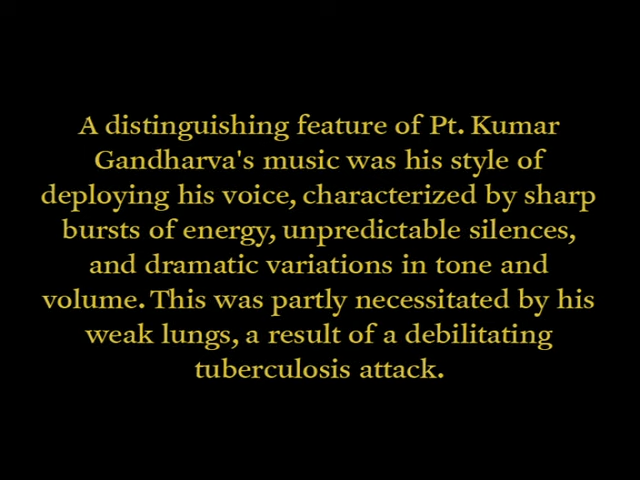 A distinguishing feature of Pt. Kumar
Gandharva's music was his style of
deploying his voice, characterized by sharp
bursts of energy, unpredictable silences,
and dramatic variations in tone and
volume. This was partly necessitated by his
weak lungs, a result of a debilitating
tuberculosis attack.